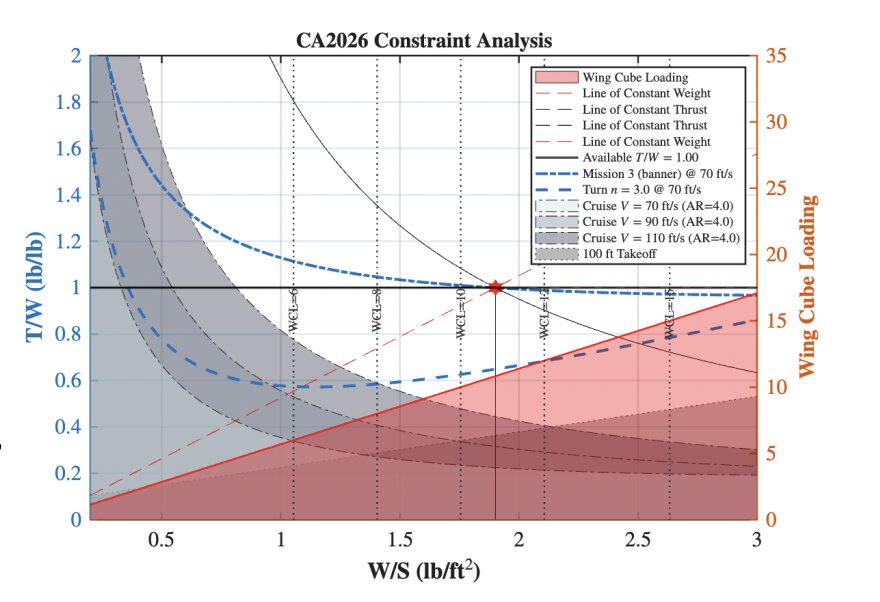 CA2026 Constraint Analysis
T/W (lb/lb)
2
1.8
1.6
1.4
1.2
1
0.8
0.6
0.4
0.2
0
35
30
25
20
15
10
5
0
Wing Cube Loading
Wing Cube Loading
Line of Constant Weight
Line of Constant Thrust
Line of Constant Thrust
Line of Constant Weight
Available T/W = 1.00
Mission 3 (banner) @ 70 ft/s
Turn n = 3.0 @ 70 ft/s
Cruise V = 70 ft/s (AR=4.0)
Cruise V = 90 ft/s (AR=4.0)
Cruise V = 110 ft/s (AR=4.0)
100 ft Takeoff
WCL=6
WCL=8
WCL=10
WCL=12
WCL=15
0.5
1
1.5
2
2.5
3
W/S (lb/ft²)